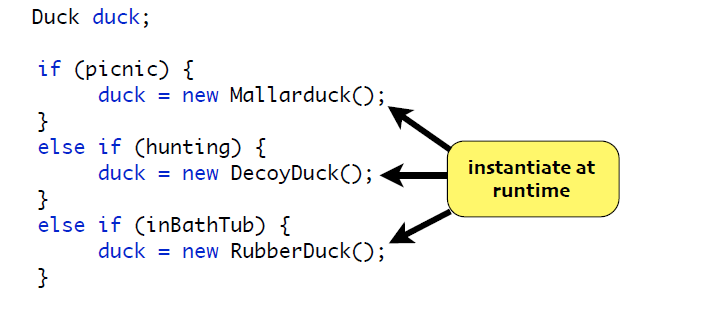 Duck duck;
if (picnic) {
duck = new Mallarduck();
}
else if (hunting) {
duck = new DecoyDuck();
}
else if (inBathTub) {
duck = new RubberDuck();
}
instantiate at
runtime